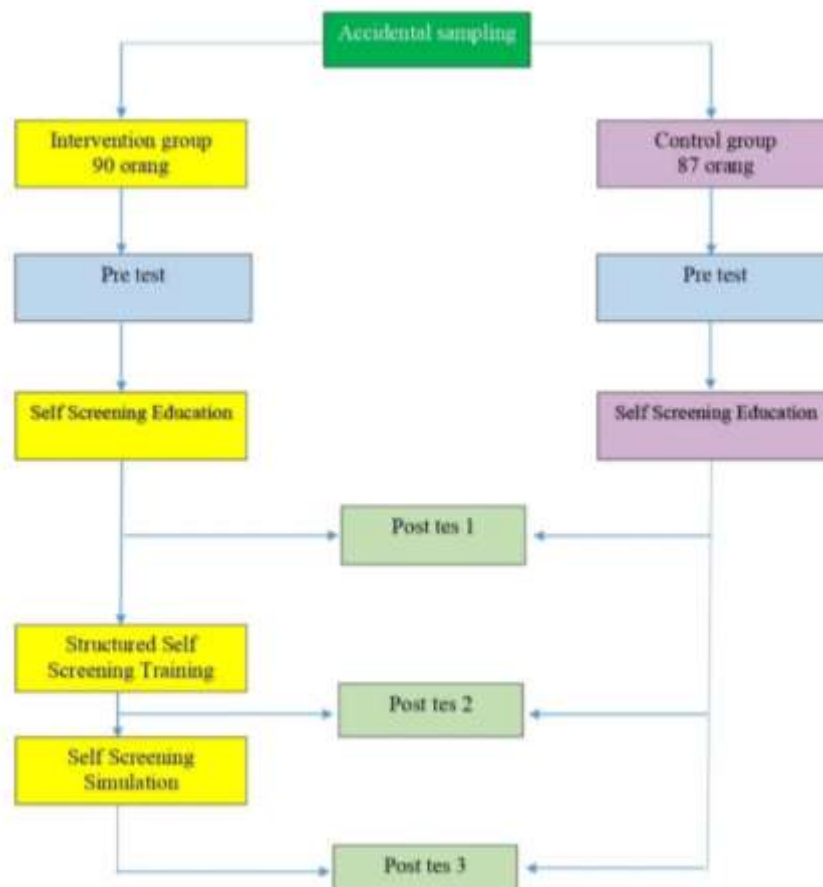 Accidental sampling
Intervention group
90 orang
Control group
87 orang
Pre test
Pre test
Self Screening Education
Self Screening Education
Post tes 1
Structured Self
Screening Training
Post tes 2
Self Screening
Simulation
Post tes 3